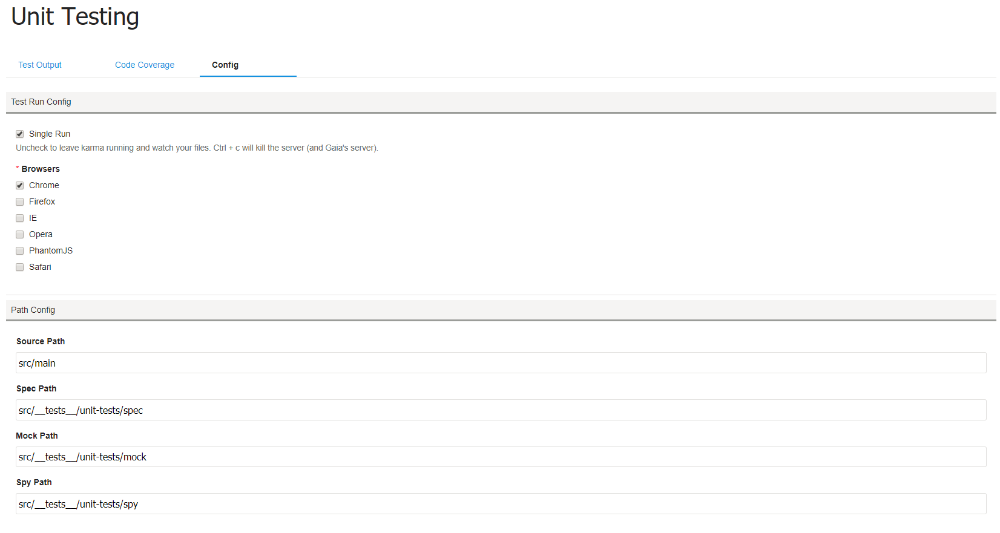 Unit Testing
Test Output Code Coverage Config
Test Run Config
Single Run
Uncheck to leave karma running and watch your files. Ctrl + c will kill the server (and Gaia's server).
* Browsers
Chrome
Firefox
IE
Opera
PhantomJS
Safari
Path Config
Source Path
src/main
Spec Path
src/__tests__/unit-tests/spec
Mock Path
src/__tests__/unit-tests/mock
Spy Path
src/__tests__/unit-tests/spy